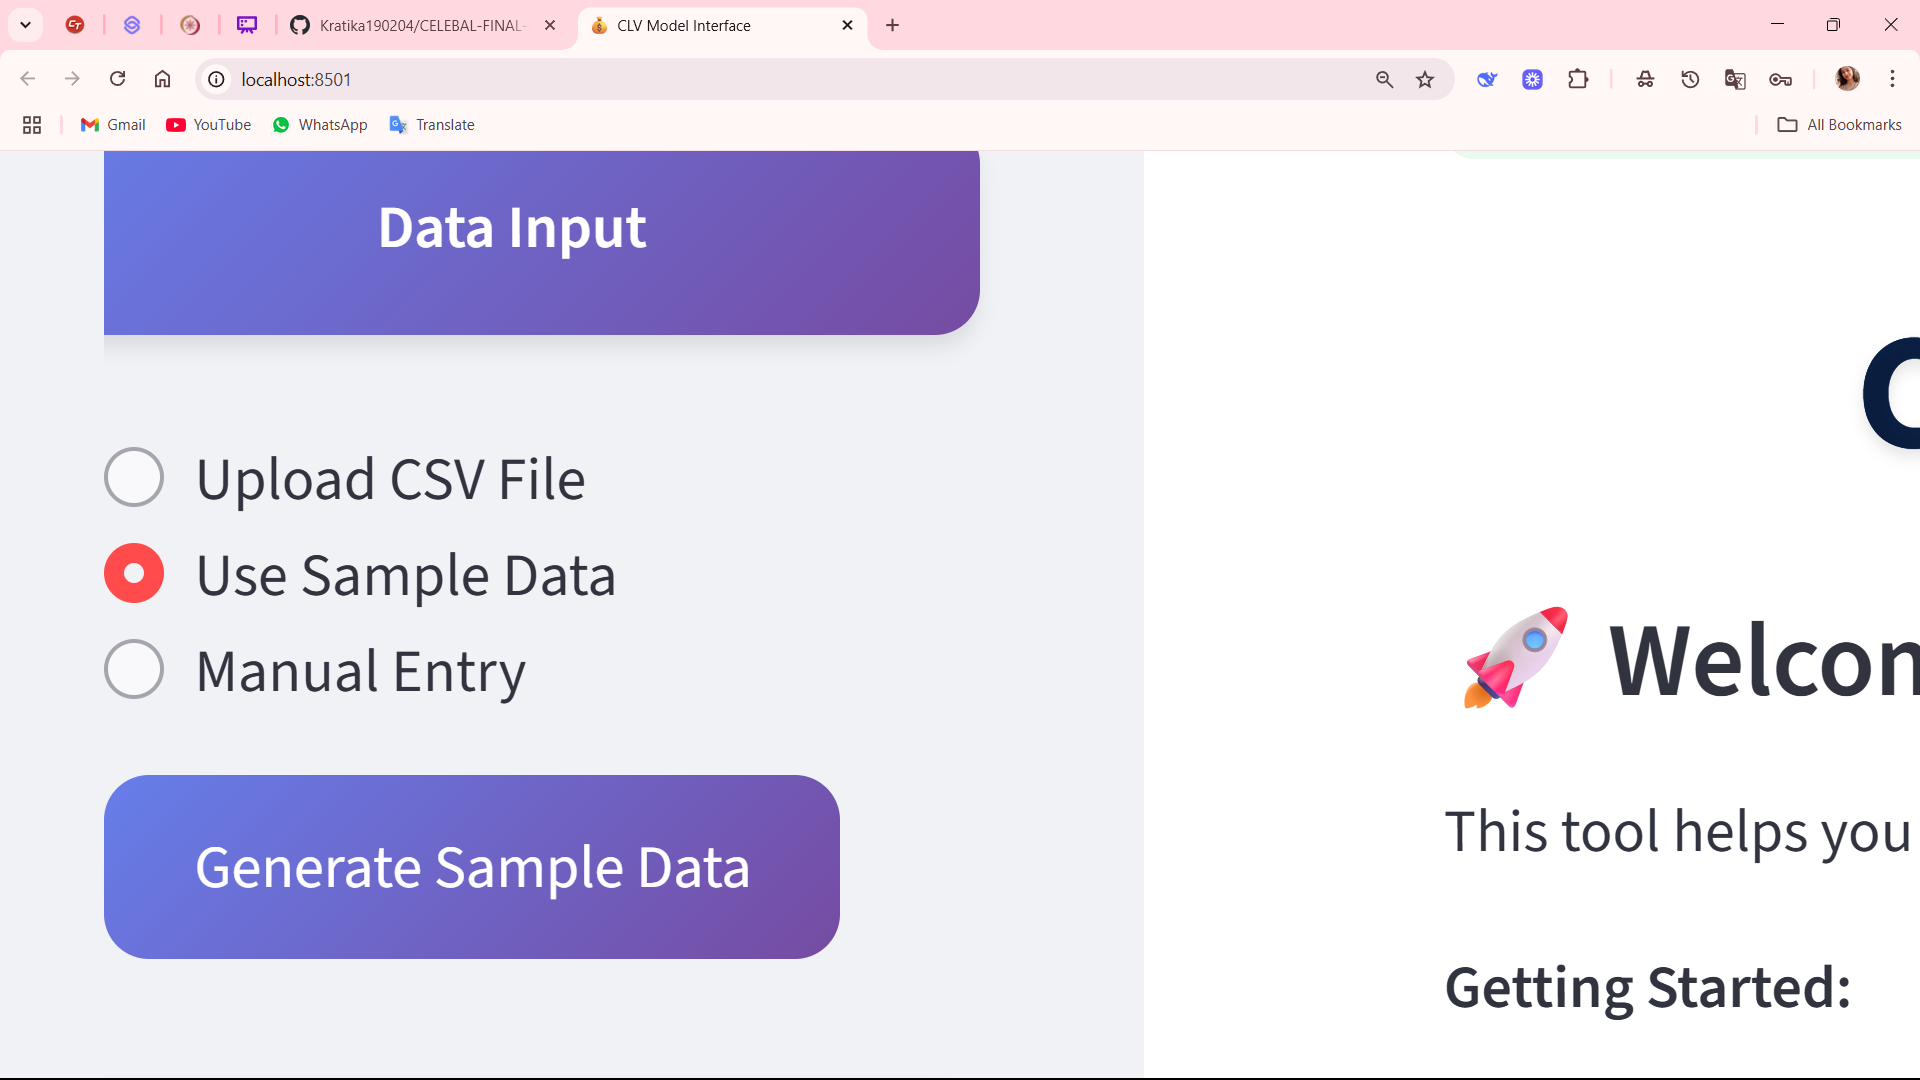 Kratika190204/CELEBAL-FINAL-
CLV Model Interface
localhost:8501
Gmail
YouTube
WhatsApp
Translate
All Bookmarks
Data Input
Upload CSV File
Use Sample Data
Manual Entry
Generate Sample Data
C
Welcom
This tool helps you
Getting Started: